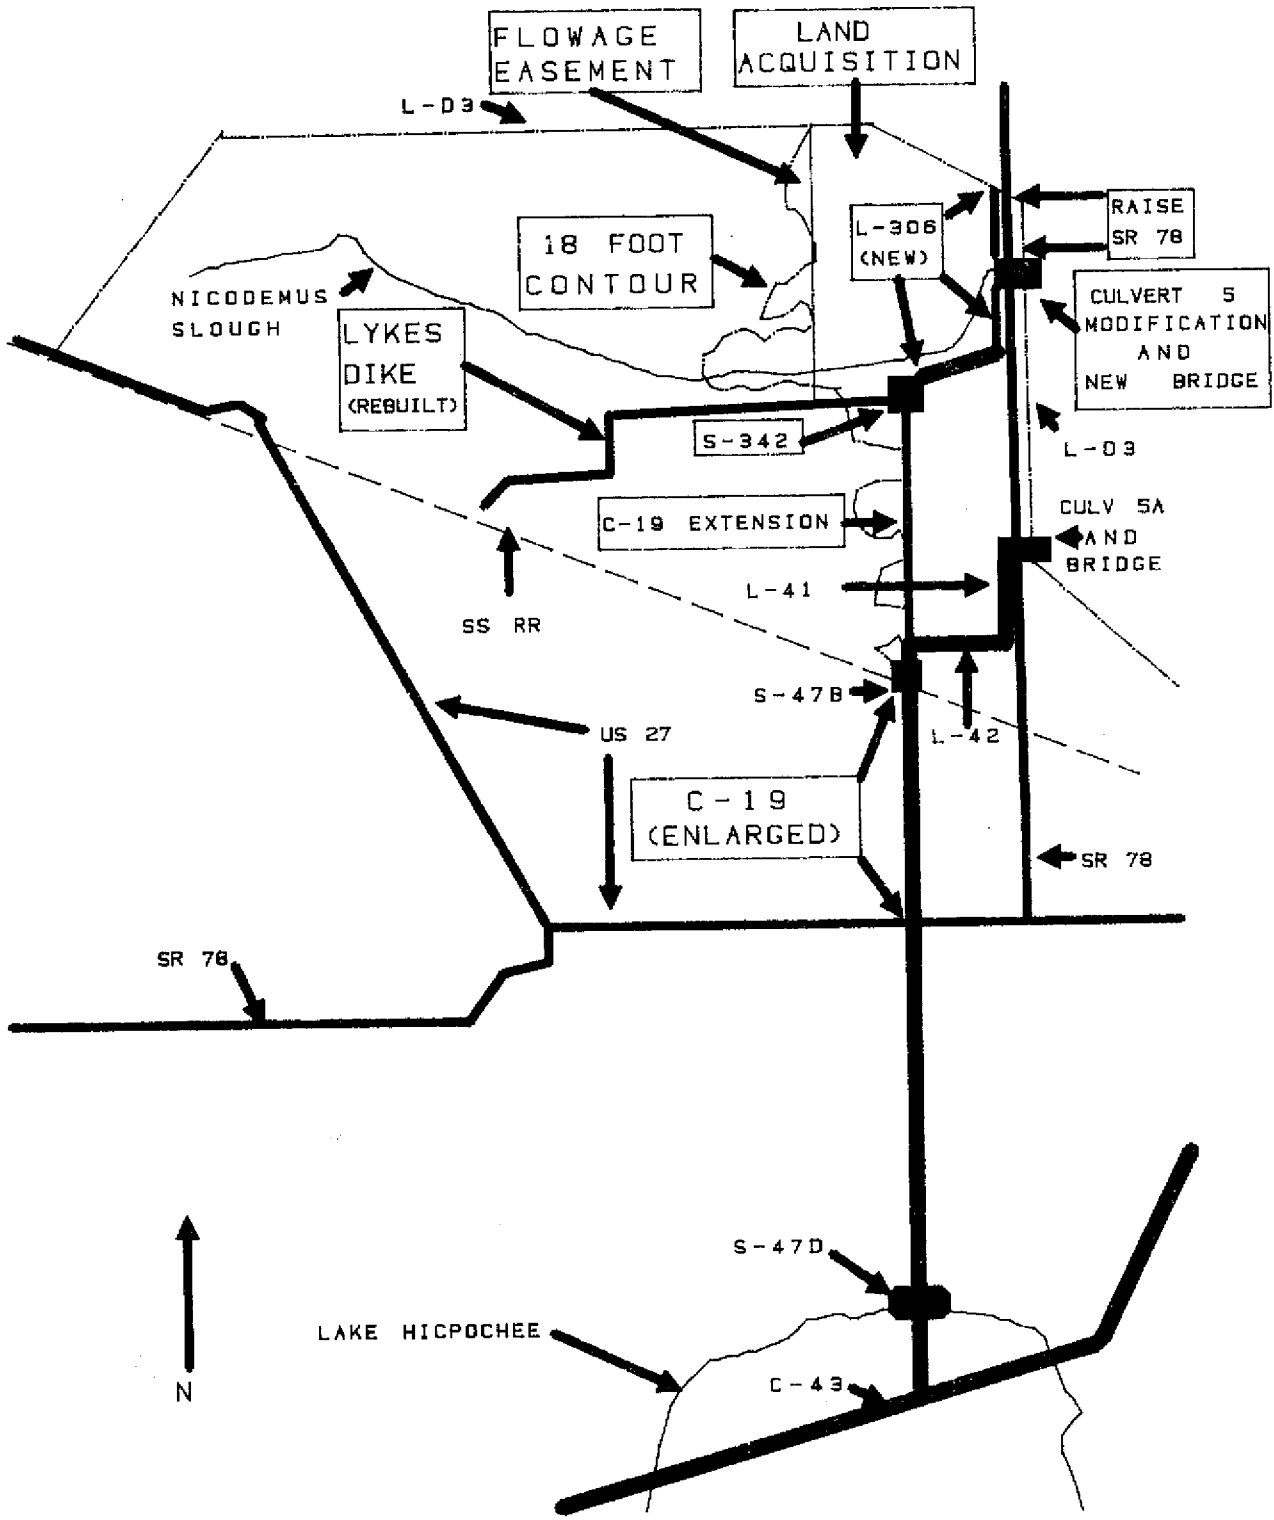 FLOWAGE
EASEMENT
LAND
ACQUISITION
L-D3
RAISE
SR 78
L-306
(NEW)
18 FOOT
CONTOUR
NICODEMUS
SLOUGH
CULVERT 5
MODIFICATION
AND
NEW BRIDGE
LYKES
DIKE
(REBUILT)
S-342
L-D3
C-19 EXTENSION
CULV 5A
AND
BRIDGE
L-41
SS RR
S-47B
US 27
L-42
C-19
(ENLARGED)
SR 78
SR 78
S-47D
LAKE HICPOCHEE
C-43
N